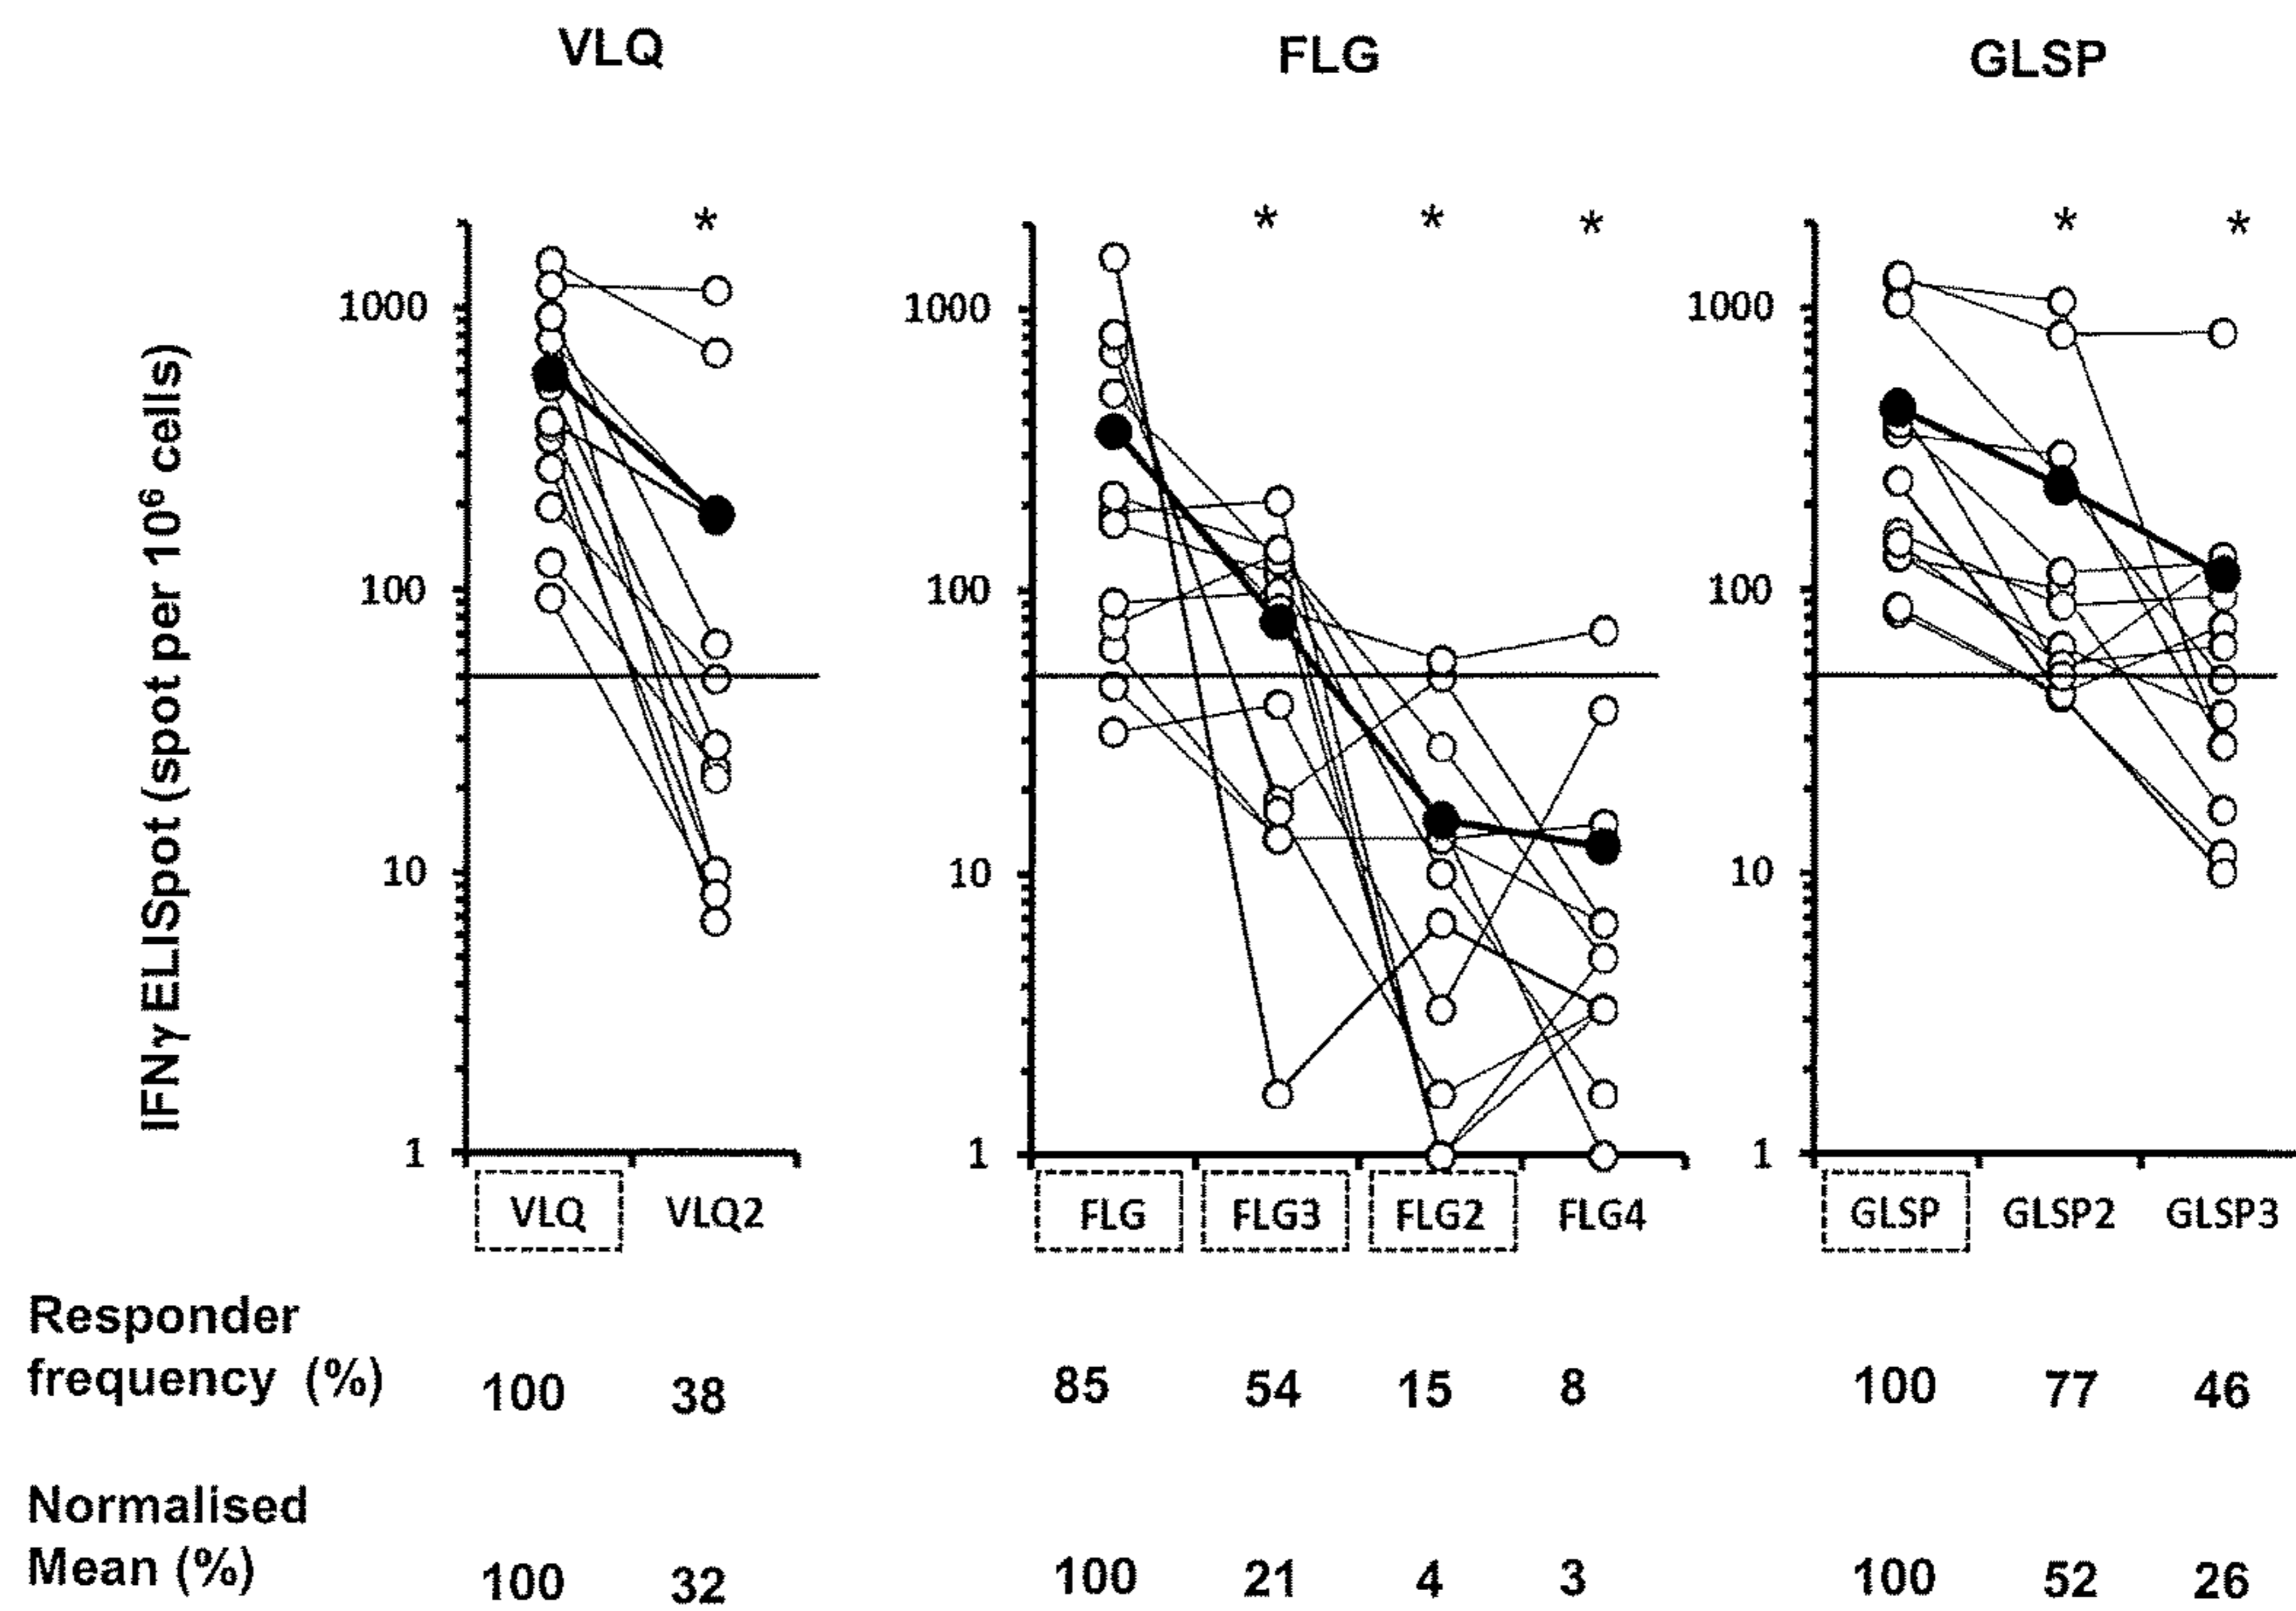 VLQ FLG GLSP
* * * * * *
IFNγ ELISpot (spot per 10⁶ cells)
1000 1000 1000
100 100 100
10 10 10
1 1 1
VLQ VLQ2 FLG FLG3 FLG2 FLG4 GLSP GLSP2 GLSP3
Responder
frequency (%) 100 38 85 54 15 8 100 77 46
Normalised
Mean (%) 100 32 100 21 4 3 100 52 26